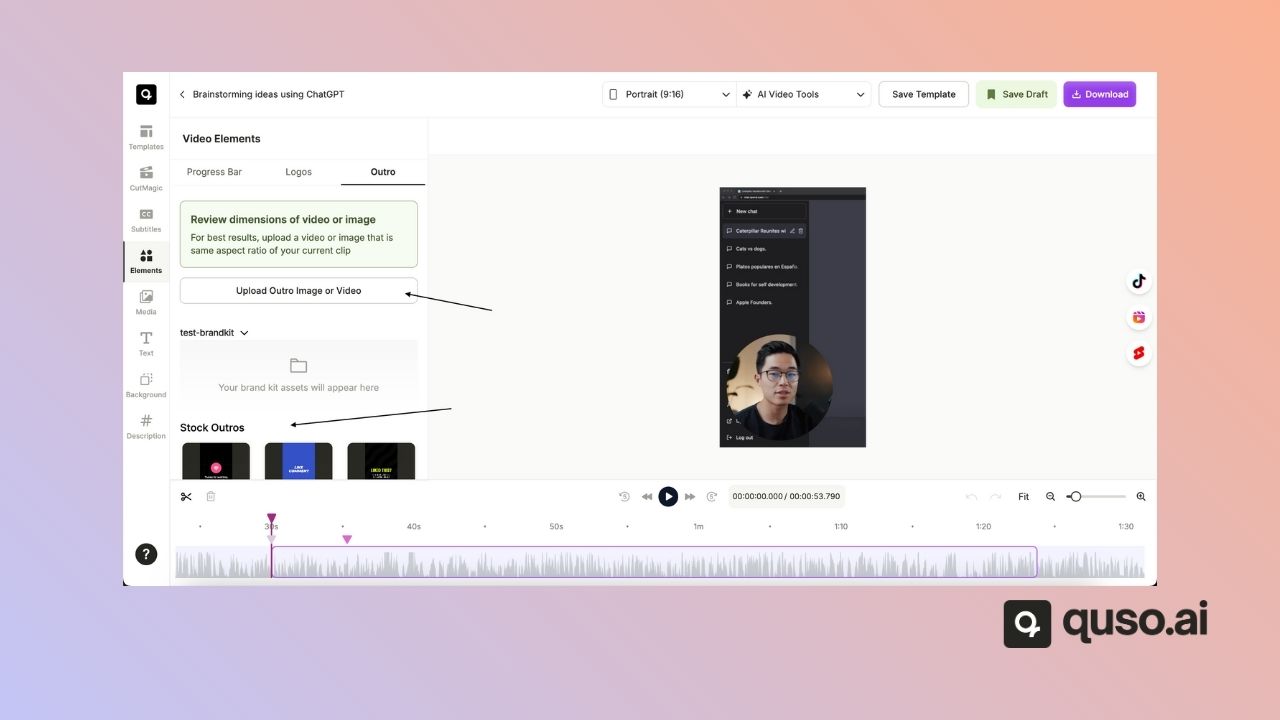 Brainstorming ideas using ChatGPT
Portrait (9:16)
AI Video Tools
Save Template
Save Draft
Download
Templates
CutMagic
Subtitles
Elements
Media
Text
Background
Description
Video Elements
Progress Bar
Logos
Outro
Review dimensions of video or image
For best results, upload a video or image that is
same aspect ratio of your current clip
Upload Outro Image or Video
test-brandkit
Your brand kit assets will appear here
Stock Outros
LIKE
COMMENT
New chat
Caterpillar Reunites wi
Cats vs dogs.
Platos populares en Españo
Books for self development.
Apple Founders.
Log out
00:00:00.000 / 00:00:53.790
Fit
30s
40s
50s
1m
1:10
1:20
1:30
?
quso.ai